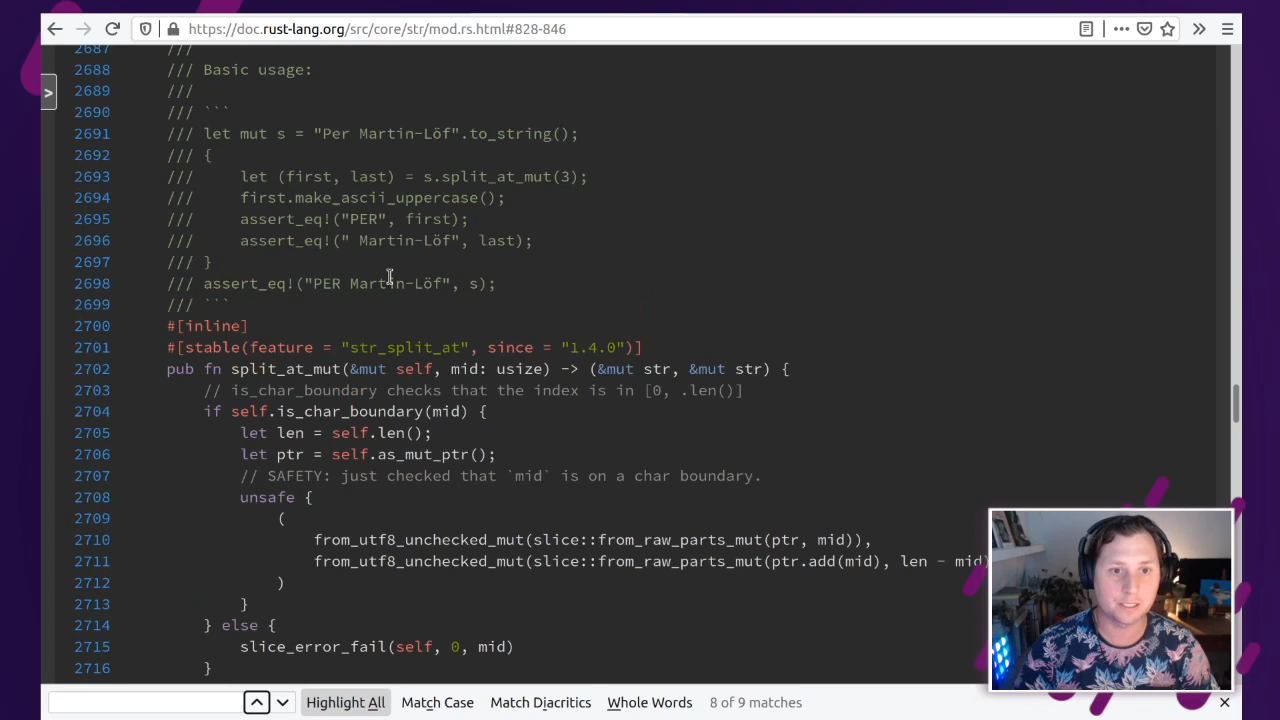 https://doc.rust-lang.org/src/core/str/mod.rs.html#828-846
2687 ///
2688 /// Basic usage:
2689 ///
2690 /// ```
2691 /// let mut s = "Per Martin-Löf".to_string();
2692 /// {
2693 ///     let (first, last) = s.split_at_mut(3);
2694 ///     first.make_ascii_uppercase();
2695 ///     assert_eq!("PER", first);
2696 ///     assert_eq!(" Martin-Löf", last);
2697 /// }
2698 /// assert_eq!("PER Martin-Löf", s);
2699 /// ```
2700 #[inline]
2701 #[stable(feature = "str_split_at", since = "1.4.0")]
2702 pub fn split_at_mut(&mut self, mid: usize) -> (&mut str, &mut str) {
2703     // is_char_boundary checks that the index is in [0, .len()]
2704     if self.is_char_boundary(mid) {
2705         let len = self.len();
2706         let ptr = self.as_mut_ptr();
2707         // SAFETY: just checked that `mid` is on a char boundary.
2708         unsafe {
2709             (
2710                 from_utf8_unchecked_mut(slice::from_raw_parts_mut(ptr, mid)),
2711                 from_utf8_unchecked_mut(slice::from_raw_parts_mut(ptr.add(mid), len - mid)
2712             )
2713         }
2714     } else {
2715         slice_error_fail(self, 0, mid)
2716     }
Highlight All Match Case Match Diacritics Whole Words 8 of 9 matches